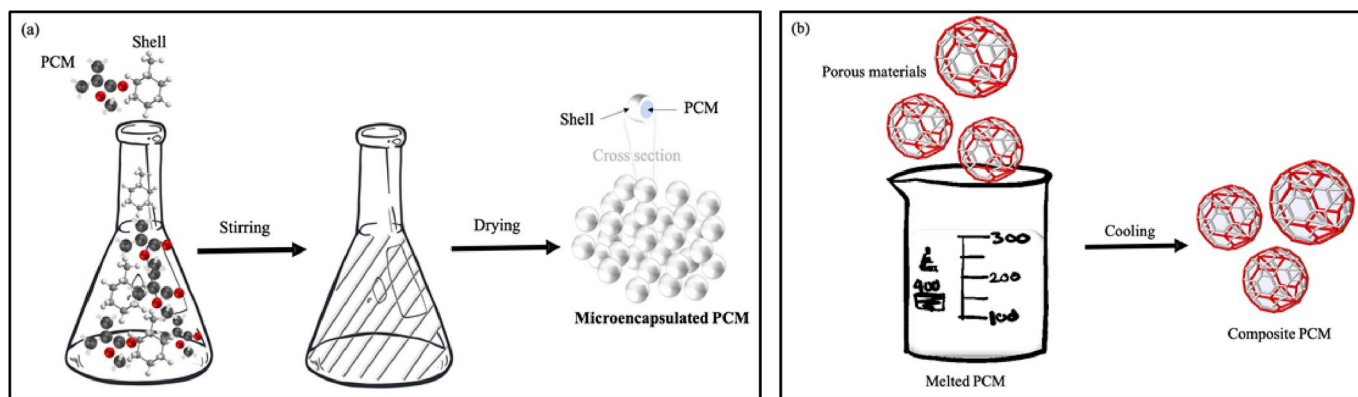 (a)
Shell
PCM
Shell
PCM
Cross section
Stirring
Drying
Microencapsulated PCM
(b)
Porous materials
300
200
100
400
Cooling
Melted PCM
Composite PCM